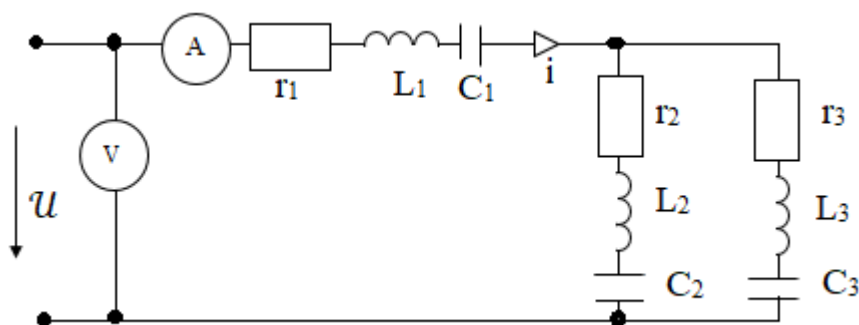 A
r₁
L₁
C₁
i
r₂
r₃
V
U
L₂
L₃
C₂
C₃